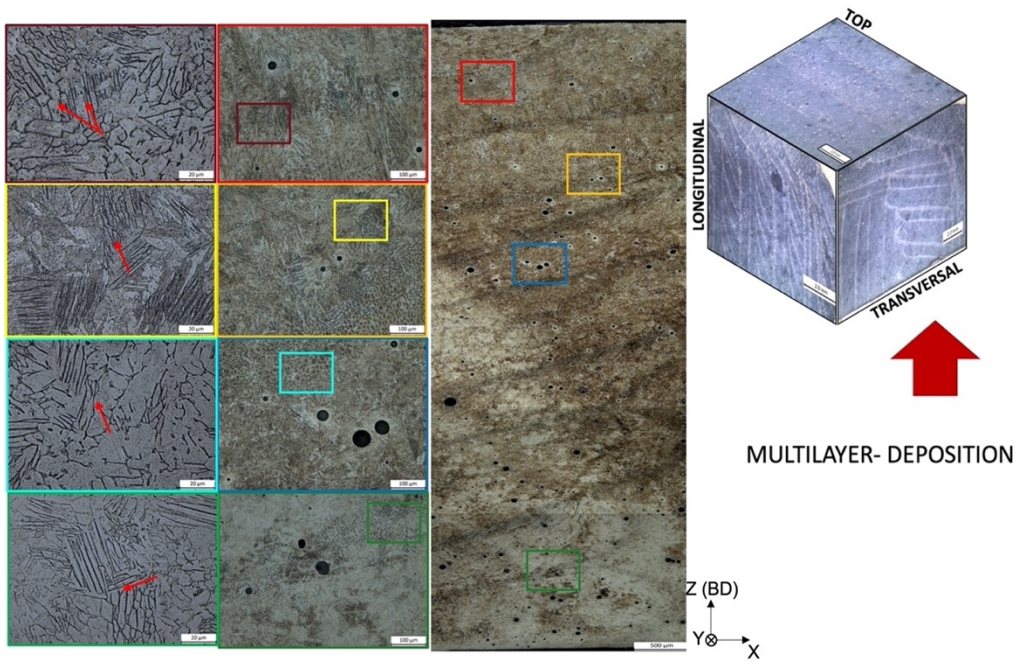 20 µm
100 µm
20 µm
100 µm
20 µm
100 µm
20 µm
100 µm
500 µm
TOP
LONGITUDINAL
TRANSVERSAL
MULTILAYER- DEPOSITION
Z (BD)
Y
X